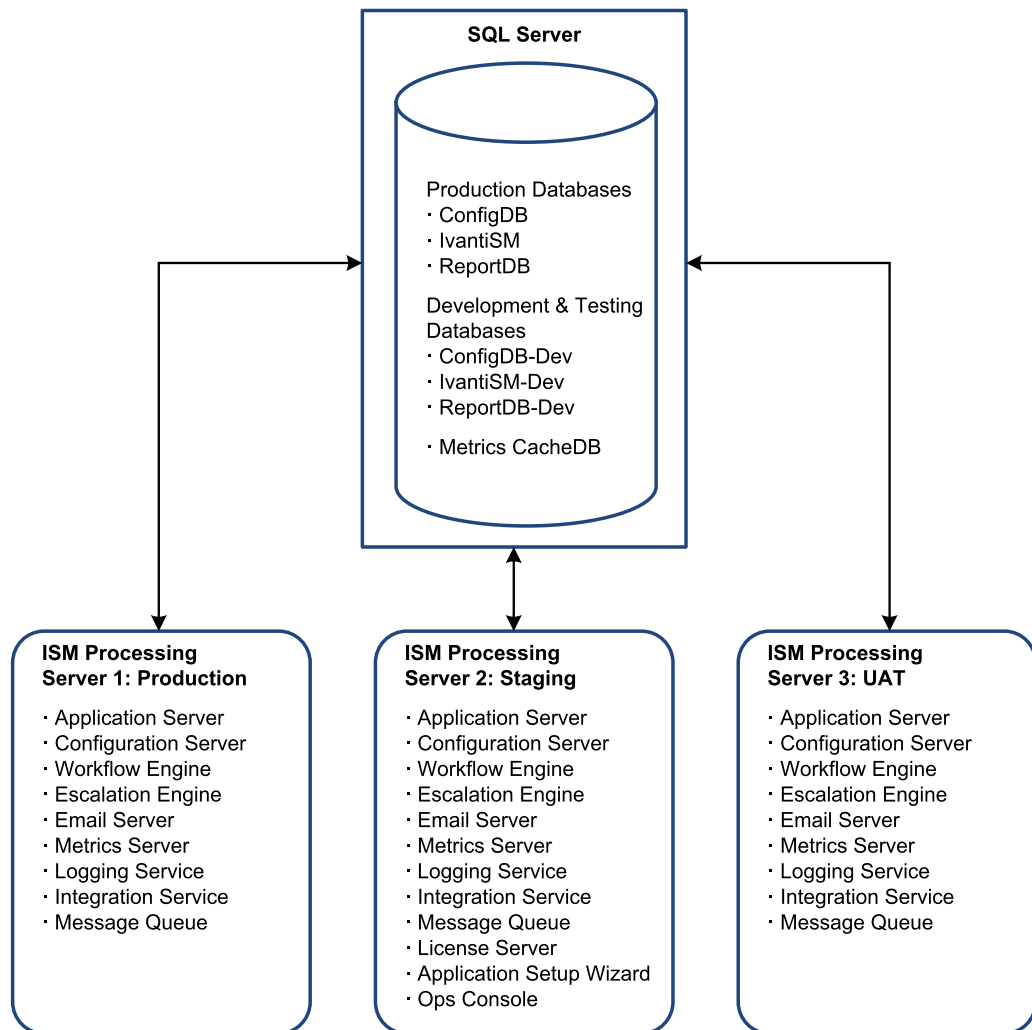 SQL Server
Production Databases
· ConfigDB
· IvantiSM
· ReportDB
Development & Testing
Databases
· ConfigDB-Dev
· IvantiSM-Dev
· ReportDB-Dev
· Metrics CacheDB
ISM Processing
Server 1: Production
· Application Server
· Configuration Server
· Workflow Engine
· Escalation Engine
· Email Server
· Metrics Server
· Logging Service
· Integration Service
· Message Queue
ISM Processing
Server 2: Staging
· Application Server
· Configuration Server
· Workflow Engine
· Escalation Engine
· Email Server
· Metrics Server
· Logging Service
· Integration Service
· Message Queue
· License Server
· Application Setup Wizard
· Ops Console
ISM Processing
Server 3: UAT
· Application Server
· Configuration Server
· Workflow Engine
· Escalation Engine
· Email Server
· Metrics Server
· Logging Service
· Integration Service
· Message Queue